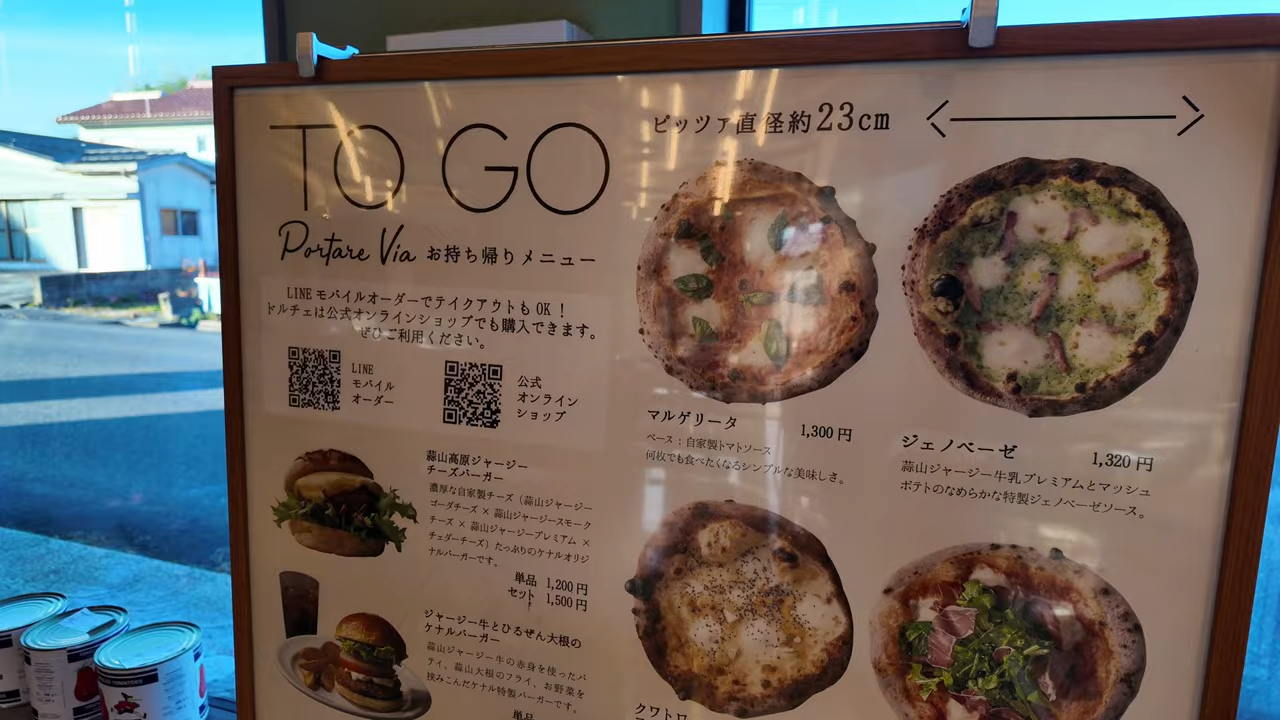 TO GO
Portare Via お持ち帰りメニュー
LINE モバイルオーダーでテイクアウトも OK !
ドルチェは公式オンラインショップでも購入できます。
ぜひご利用ください。
LINE
モバイル
オーダー
公式
オンライン
ショップ
蒜山高原ジャージー
チーズバーガー
濃厚な自家製チーズ（蒜山ジャージー
ゴーダチーズ × 蒜山ジャージースモーク
チーズ × 蒜山ジャージープレミアム ×
チェダーチーズ）たっぷりのケナルオリジ
ナルバーガーです。
単品 1,200 円
セット 1,500 円
ジャージー牛とひるぜん大根の
ケナルバーガー
蒜山ジャージー牛の赤身を使ったパ
ティ、蒜山大根のフライ、お野菜を
挟みこんだケナル特製バーガーです。
単品
ピッツァ直径約23cm
マルゲリータ 1,300 円
ベース：自家製トマトソース
何枚でも食べたくなるシンプルな美味しさ。
ジェノベーゼ 1,320 円
蒜山ジャージー牛乳プレミアムとマッシュ
ポテトのなめらかな特製ジェノベーゼソース。
クワトロ